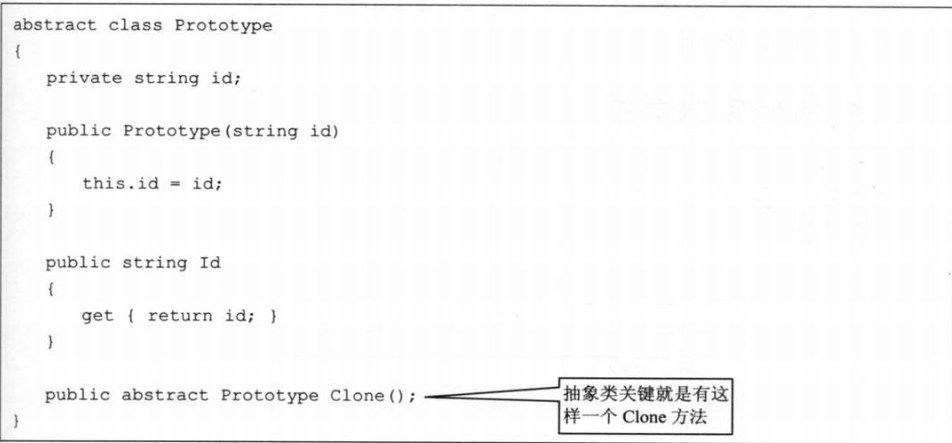 abstract class Prototype
{
private string id;
public Prototype(string id)
{
this.id = id;
}
public string Id
{
get { return id; }
}
public abstract Prototype Clone();
}
抽象类关键就是有这
样一个 Clone 方法